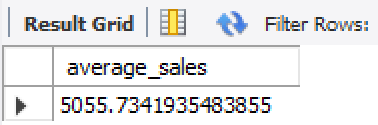 Result Grid Filter Rows:
average_sales
5055.7341935483855